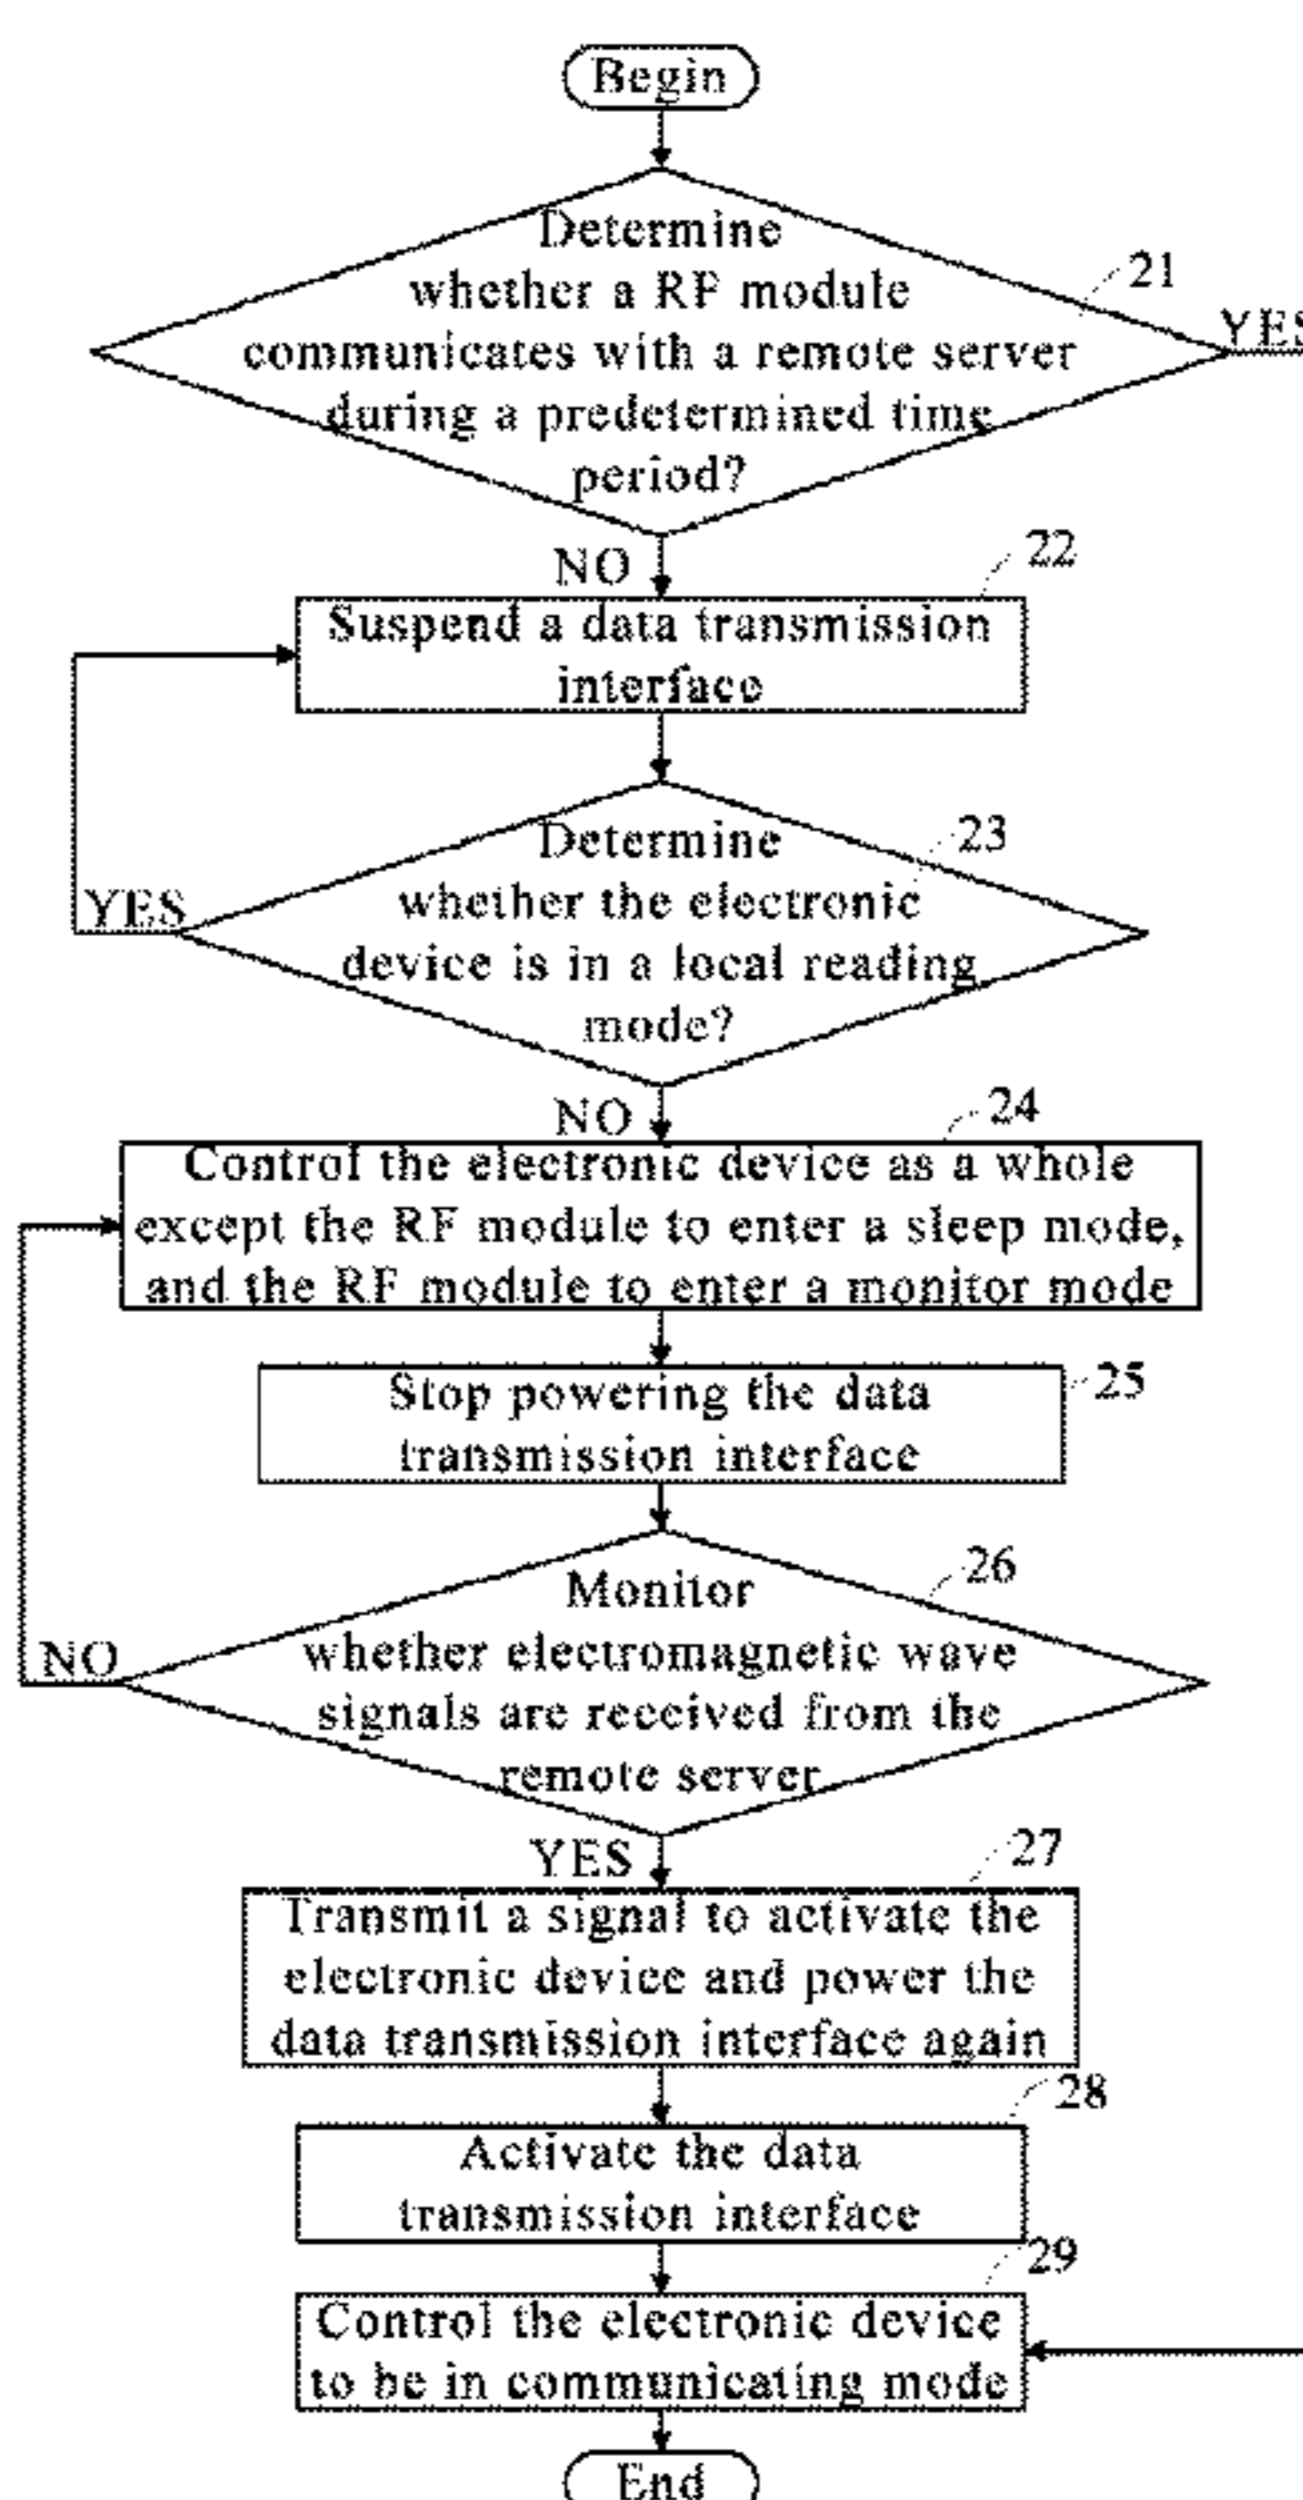 Begin
Determine
whether a RF module
communicates with a remote server
during a predetermined time
period?
21
YES
NO
22
Suspend a data transmission
interface
23
Determine
whether the electronic
device is in a local reading
mode?
YES
NO
24
Control the electronic device as a whole
except the RF module to enter a sleep mode,
and the RF module to enter a monitor mode
25
Stop powering the data
transmission interface
26
Monitor
whether electromagnetic wave
signals are received from the
remote server
NO
YES
27
Transmit a signal to activate the
electronic device and power the
data transmission interface again
28
Activate the data
transmission interface
29
Control the electronic device
to be in communicating mode
End